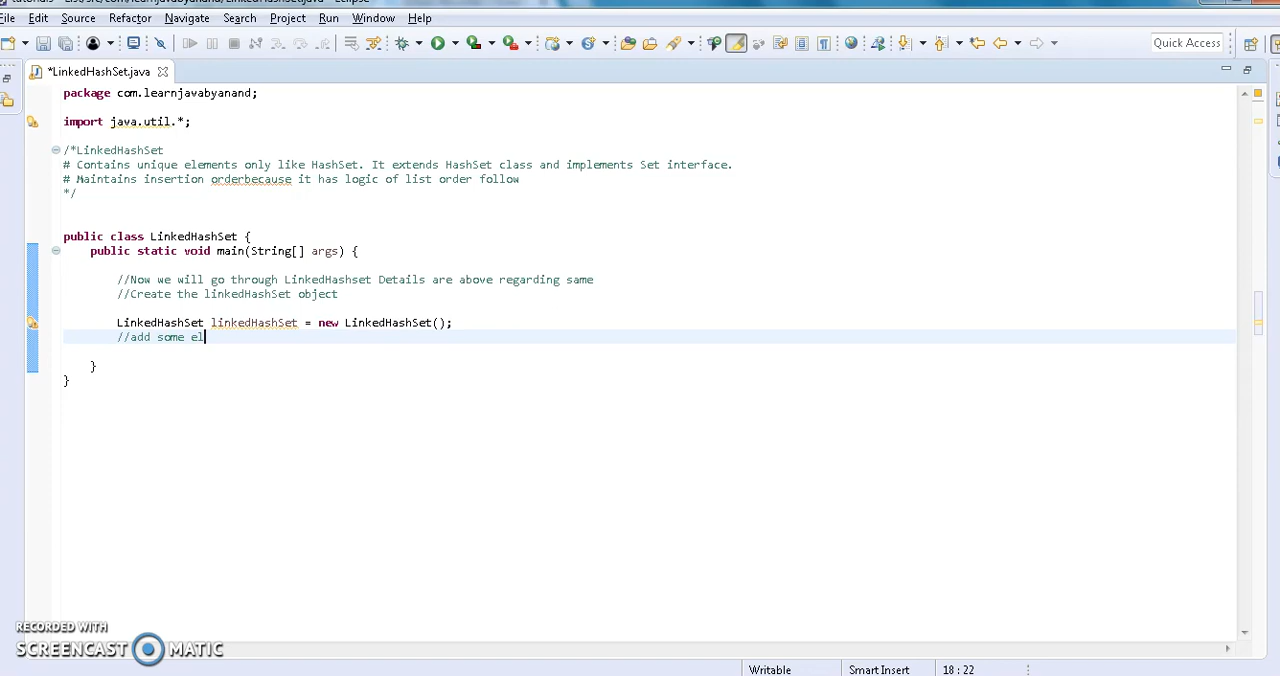 File Edit Source Refactor Navigate Search Project Run Window Help
Quick Access
*LinkedHashSet.java
package com.learnjavabyanand;
import java.util.*;
/*LinkedHashSet
# Contains unique elements only like HashSet. It extends HashSet class and implements Set interface.
# Maintains insertion orderbecause it has logic of list order follow
*/
public class LinkedHashSet {
public static void main(String[] args) {
//Now we will go through LinkedHashset Details are above regarding same
//Create the linkedHashSet object
LinkedHashSet linkedHashSet = new LinkedHashSet();
//add some el
}
}
RECORDED WITH
SCREENCAST MATIC
Writable Smart Insert 18 : 22